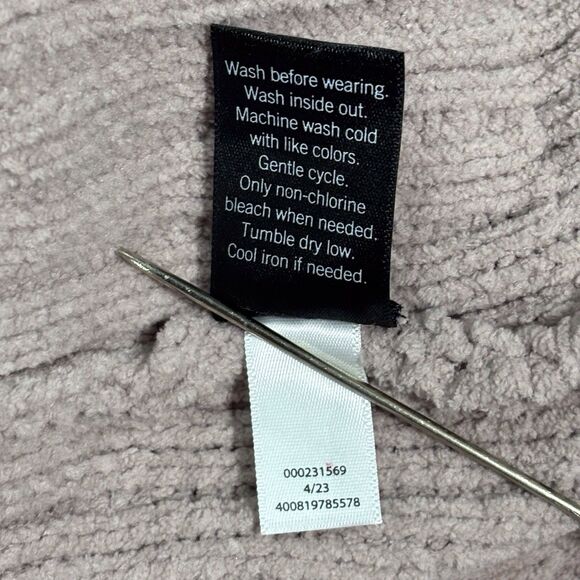 Wash before wearing.
Wash inside out.
Machine wash cold
with like colors.
Gentle cycle.
Only non-chlorine
bleach when needed.
Tumble dry low.
Cool iron if needed.
000231569
4/23
400819785578